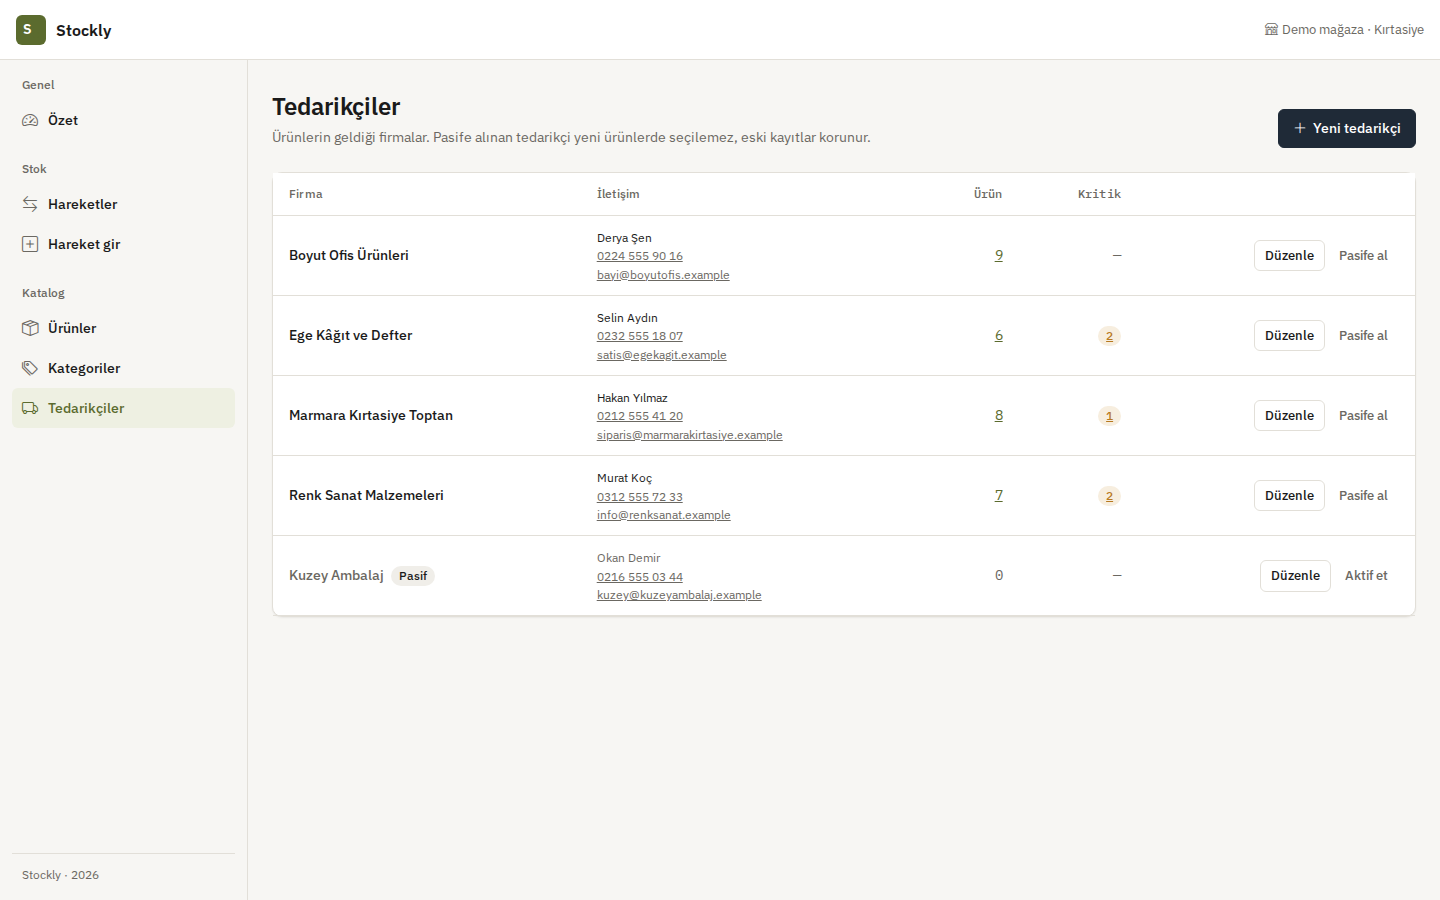 S Stockly
Demo mağaza · Kırtasiye
Genel
Özet
Stok
Hareketler
Hareket gir
Katalog
Ürünler
Kategoriler
Tedarikçiler
Stockly · 2026
Tedarikçiler
Ürünlerin geldiği firmalar. Pasife alınan tedarikçi yeni ürünlerde seçilemez, eski kayıtlar korunur.
+ Yeni tedarikçi
Firma İletişim Ürün Kritik
Derya Şen
Boyut Ofis Ürünleri 0224 555 90 16 9 — Düzenle Pasife al
bayi@boyutofis.example
Selin Aydın
Ege Kâğıt ve Defter 0232 555 18 07 6 2 Düzenle Pasife al
satis@egekagit.example
Hakan Yılmaz
Marmara Kırtasiye Toptan 0212 555 41 20 8 1 Düzenle Pasife al
siparis@marmarakirtasiye.example
Murat Koç
Renk Sanat Malzemeleri 0312 555 72 33 7 2 Düzenle Pasife al
info@renksanat.example
Okan Demir
Kuzey Ambalaj Pasif 0216 555 03 44 0 — Düzenle Aktif et
kuzey@kuzeyambalaj.example